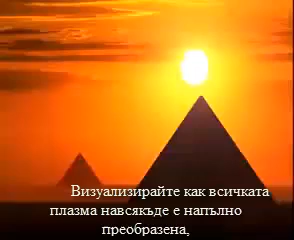 Визуализирайте как всичката
плазма навсякъде е напълно
преобразена,